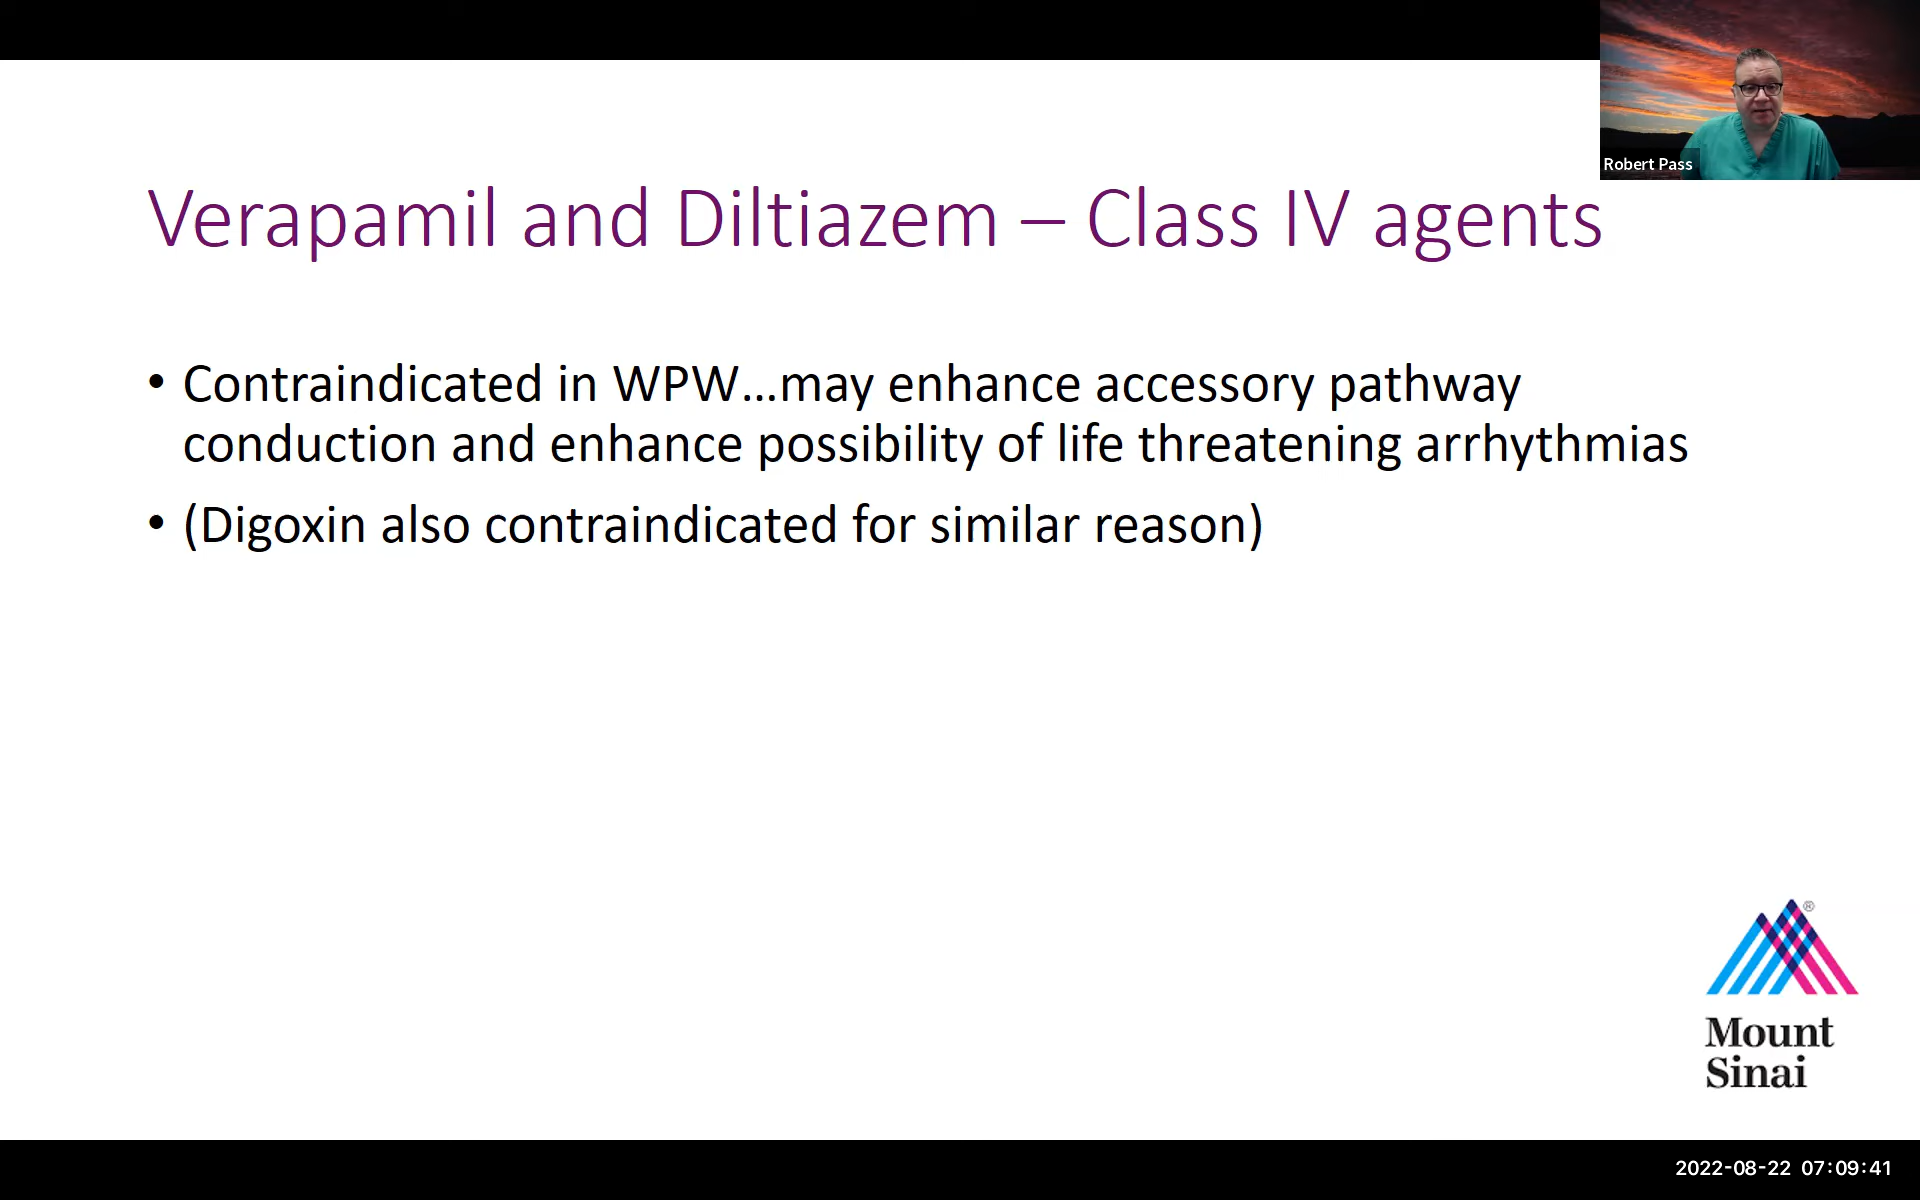 Robert Pass
Verapamil and Diltiazem – Class IV agents
• Contraindicated in WPW...may enhance accessory pathway
conduction and enhance possibility of life threatening arrhythmias
• (Digoxin also contraindicated for similar reason)
®
Mount
Sinai
2022-08-22 07:09:41